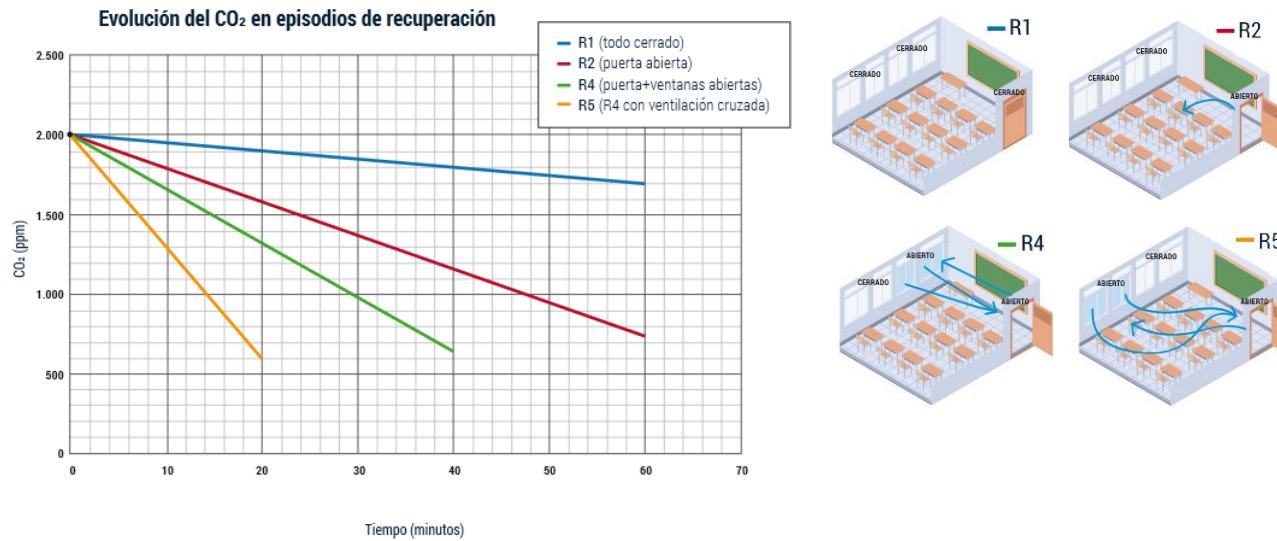 Evolución del CO₂ en episodios de recuperación
R1 (todo cerrado)
R2 (puerta abierta)
R4 (puerta+ventanas abiertas)
R5 (R4 con ventilación cruzada)
CO₂ (ppm)
2.500
2.000
1.500
1.000
500
0
0 10 20 30 40 50 60 70
Tiempo (minutos)
R1
CERRADO
CERRADO
CERRADO
R2
CERRADO
CERRADO
ABIERTO
R4
ABIERTO
CERRADO
ABIERTO
R5
CERRADO
ABIERTO
ABIERTO